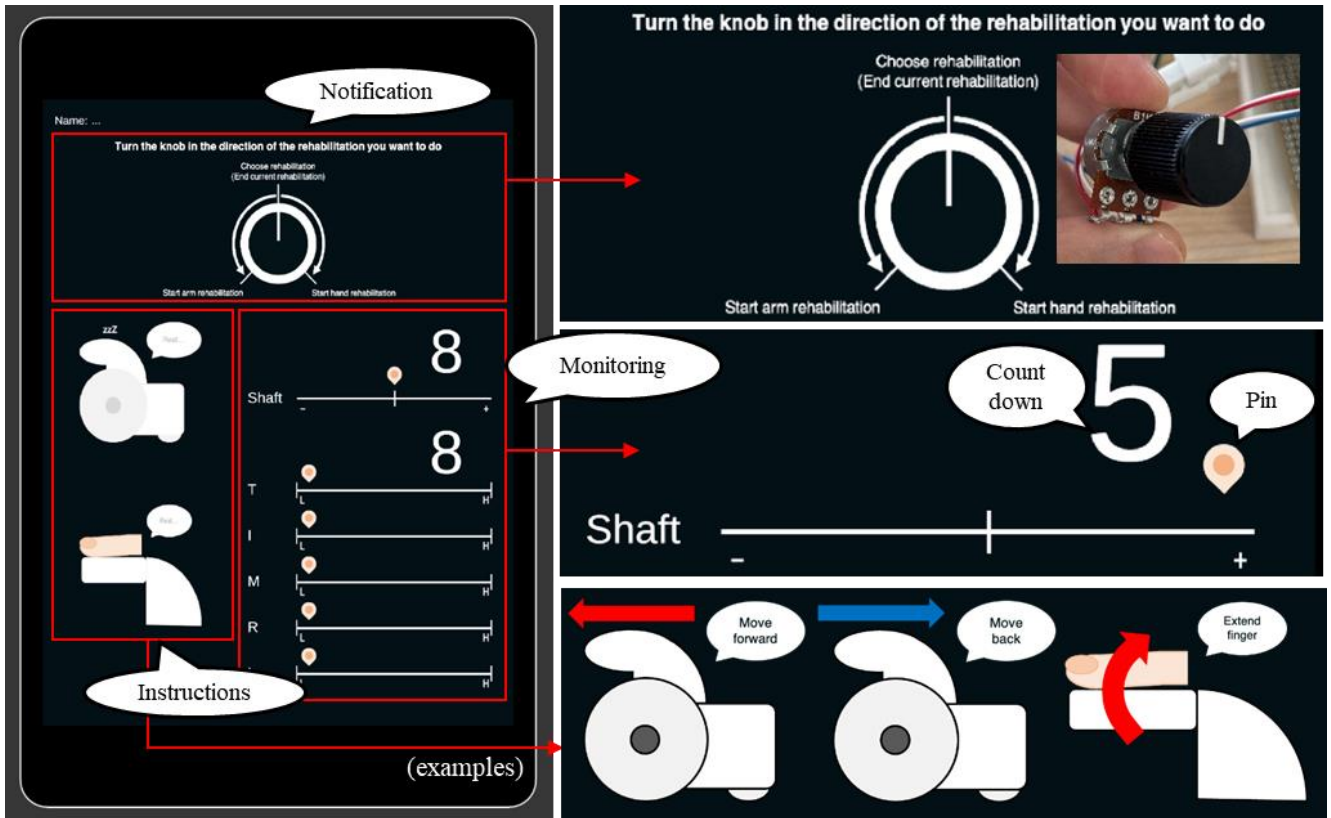 Notification
Name: ...
Turn the knob in the direction of the rehabilitation you want to do
Choose rehabilitation
(End current rehabilitation)
Start arm rehabilitation
Start hand rehabilitation
zzZ
Rest...
8
Shaft
-
+
8
T
L
H
I
L
H
M
L
H
R
L
H
H
Rest...
Instructions
(examples)
Monitoring
Turn the knob in the direction of the rehabilitation you want to do
Choose rehabilitation
(End current rehabilitation)
Start arm rehabilitation
Start hand rehabilitation
Count
down
5
Pin
Shaft
-
+
Move
forward
Move
back
Extend
finger